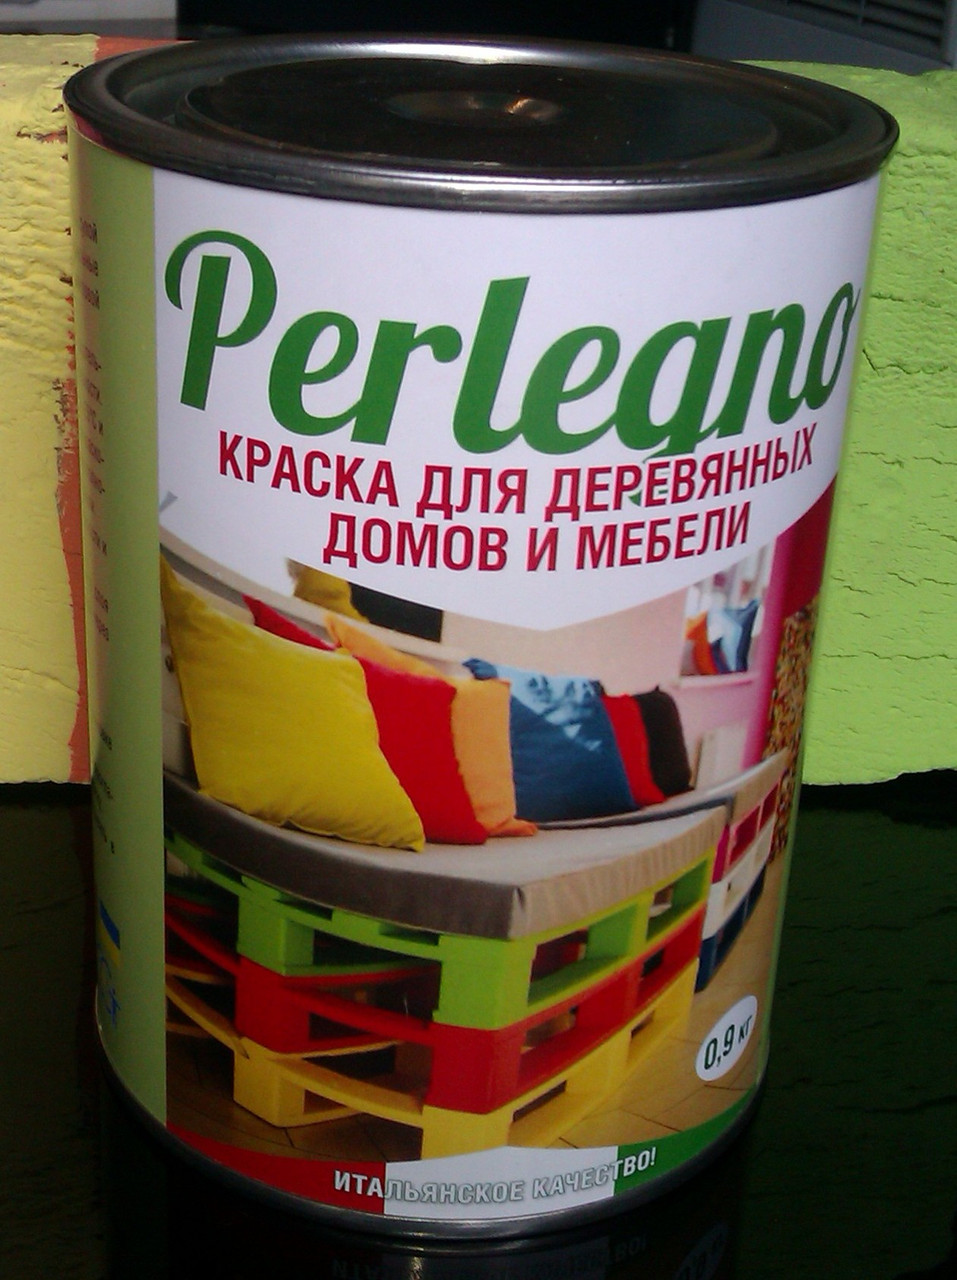 Perlegno
КРАСКА ДЛЯ ДЕРЕВЯННЫХ
ДОМОВ И МЕБЕЛИ
0,9 кг
ИТАЛЬЯНСКОЕ КАЧЕСТВО!